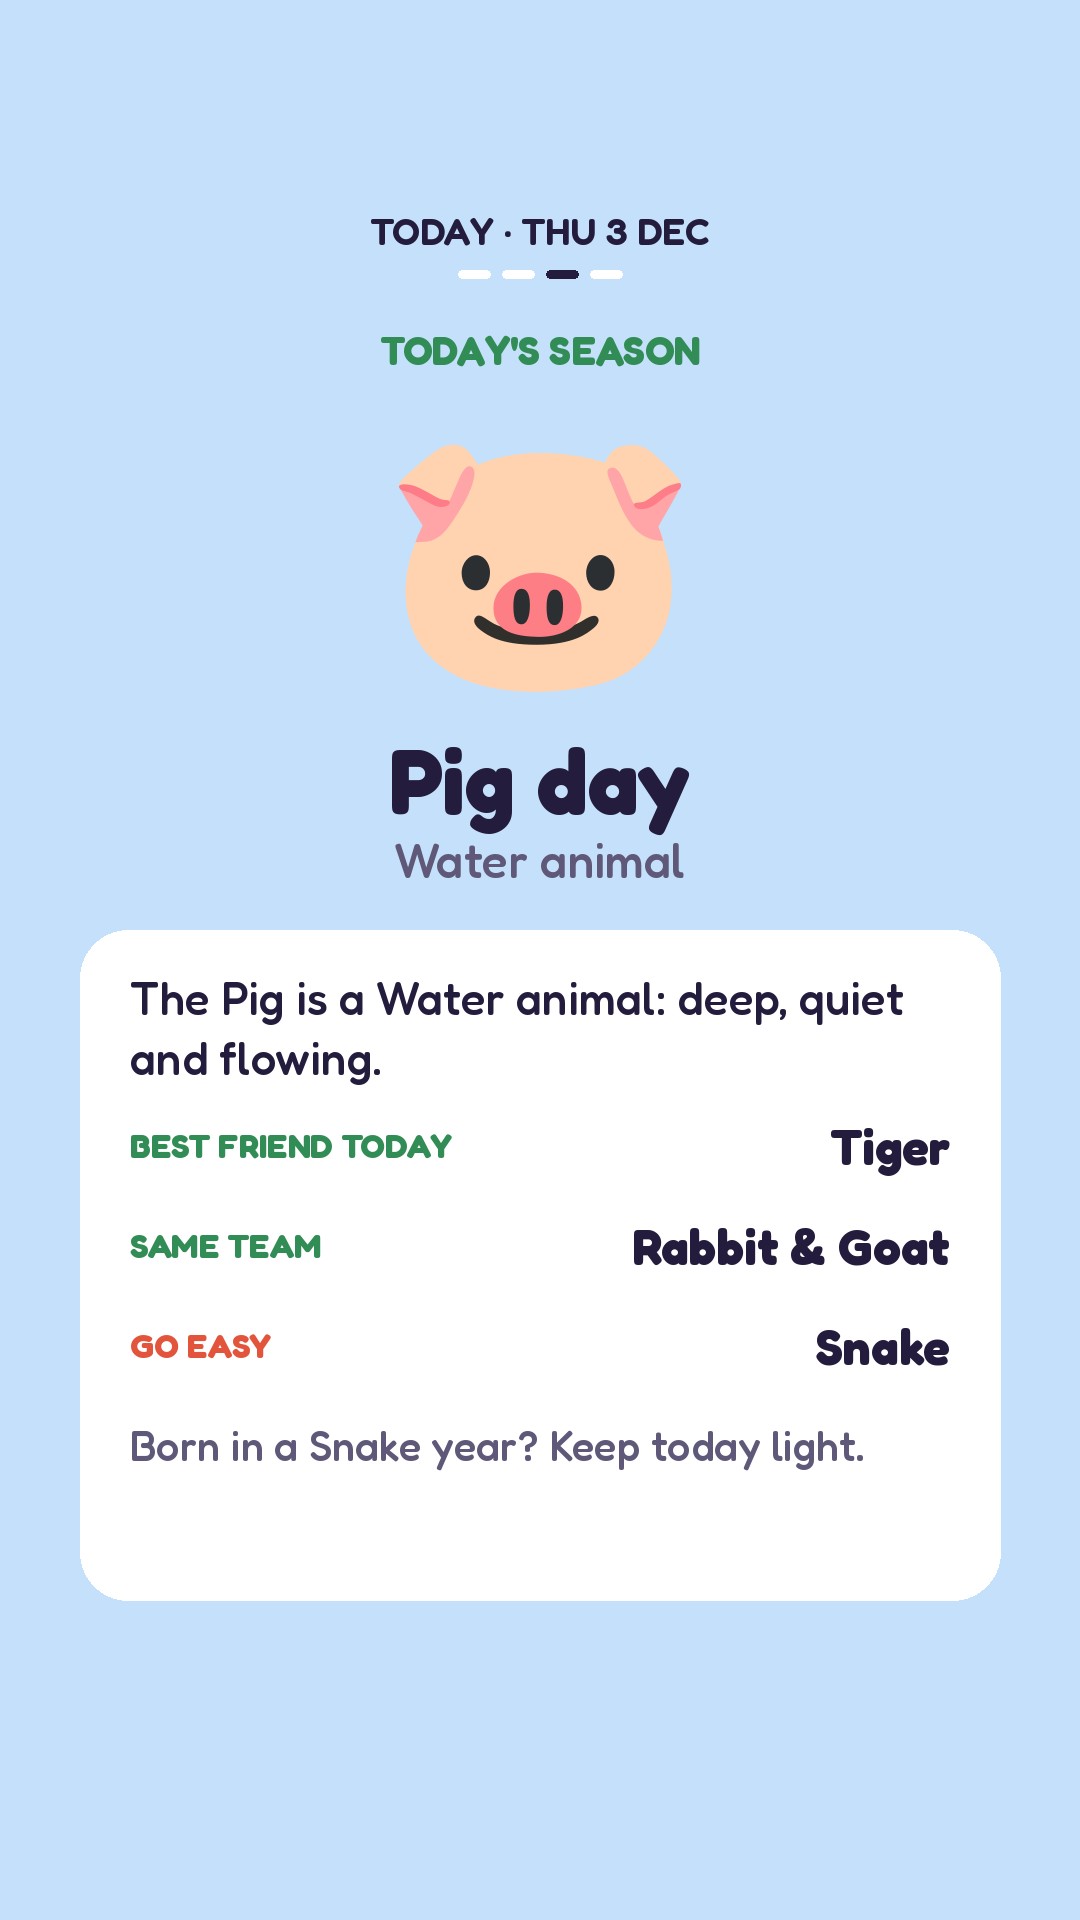 TODAY · THU 3 DEC
TODAY'S SEASON
Pig day
Water animal
The Pig is a Water animal: deep, quiet
and flowing.
BEST FRIEND TODAY Tiger
SAME TEAM Rabbit & Goat
GO EASY Snake
Born in a Snake year? Keep today light.